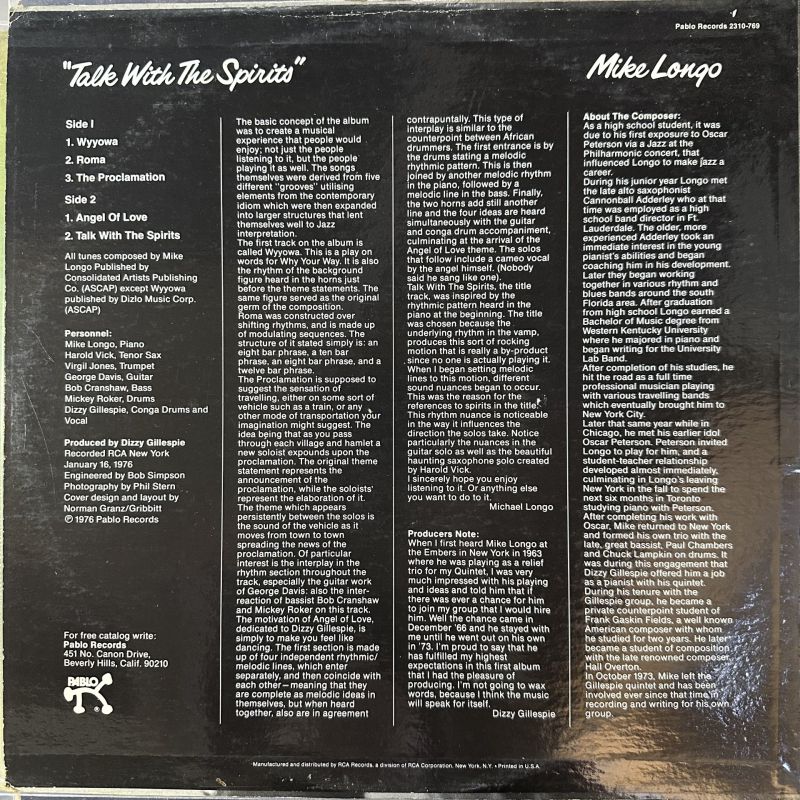 Pablo Records 2310-769
"Talk With The Spirits"
Mike Longo
Side I
1. Wyyowa
2. Roma
3. The Proclamation
Side 2
1. Angel Of Love
2. Talk With The Spirits
All tunes composed by Mike
Longo Published by
Consolidated Artists Publishing
Co. (ASCAP) except Wyyowa
published by Dizlo Music Corp.
(ASCAP)
Personnel:
Mike Longo, Piano
Harold Vick, Tenor Sax
Virgil Jones, Trumpet
George Davis, Guitar
Bob Cranshaw, Bass
Mickey Roker, Drums
Dizzy Gillespie, Conga Drums and
Vocal
Produced by Dizzy Gillespie
Recorded RCA New York
January 16, 1976
Engineered by Bob Simpson
Photography by Phil Stern
Cover design and layout by
Norman Granz/Gribbitt
℗ 1976 Pablo Records
For free catalog write:
Pablo Records
451 No. Canon Drive,
Beverly Hills, Calif. 90210
PABLO
The basic concept of the album
was to create a musical
experience that people would
enjoy; not just the people
listening to it, but the people
playing it as well. The songs
themselves were derived from five
different "grooves" utilising
elements from the contemporary
idiom which were then expanded
into larger structures that lent
themselves well to Jazz
interpretation.
The first track on the album is
called Wyyowa. This is a play on
words for Why Your Way. It is also
the rhythm of the background
figure heard in the horns just
before the theme statements. The
same figure served as the original
germ of the composition.
Roma was constructed over
shifting rhythms, and is made up
of modulating sequences. The
structure of it stated simply is: an
eight bar phrase, a ten bar
phrase, an eight bar phrase, and a
twelve bar phrase.
The Proclamation is supposed to
suggest the sensation of
travelling, either on some sort of
vehicle such as a train, or any
other mode of transportation your
imagination might suggest. The
idea being that as you pass
through each village and hamlet a
new soloist expounds upon the
proclamation. The original theme
statement represents the
announcement of the
proclamation, while the soloists'
represent the elaboration of it.
The theme which appears
persistently between the solos is
the sound of the vehicle as it
moves from town to town
spreading the news of the
proclamation. Of particular
interest is the interplay in the
rhythm section throughout the
track, especially the guitar work
of George Davis: also the inter-
reaction of bassist Bob Cranshaw
and Mickey Roker on this track.
The motivation of Angel of Love,
dedicated to Dizzy Gillespie, is
simply to make you feel like
dancing. The first section is made
up of four independent rhythmic/
melodic lines, which enter
separately, and then coincide with
each other—meaning that they
are complete as melodic ideas in
themselves, but when heard
together, also are in agreement
contrapuntally. This type of
interplay is similar to the
counterpoint between African
drummers. The first entrance is by
the drums stating a melodic
rhythmic pattern. This is then
joined by another melodic rhythm
in the piano, followed by a
melodic line in the bass. Finally,
the two horns add still another
line and the four ideas are heard
simultaneously with the guitar
and conga drum accompaniment,
culminating at the arrival of the
Angel of Love theme. The solos
that follow include a cameo vocal
by the angel himself. (Nobody
said he sang like one).
Talk With The Spirits, the title
track, was inspired by the
rhythmic pattern heard in the
piano at the beginning. The title
was chosen because the
underlying rhythm in the vamp,
produces this sort of rocking
motion that is really a by-product
since no one is actually playing it.
When I began setting melodic
lines to this motion, different
sound nuances began to occur.
This was the reason for the
references to spirits in the title.
This rhythm nuance is noticeable
in the way it influences the
direction the solos take. Notice
particularly the nuances in the
guitar solo as well as the beautiful
haunting saxophone solo created
by Harold Vick.
I sincerely hope you enjoy
listening to it. Or anything else
you want to do to it.
Michael Longo
Producers Note:
When I first heard Mike Longo at
the Embers in New York in 1963
where he was playing as a relief
trio for my Quintet, I was very
much impressed with his playing
and ideas and told him that if
there was ever a chance for him
to join my group that I would hire
him. Well the chance came in
December '66 and he stayed with
me until he went out on his own
in '73. I'm proud to say that he
has fulfilled my highest
expectations in this first album
that I had the pleasure of
producing. I'm not going to wax
words, because I think the music
will speak for itself.
Dizzy Gillespie
About The Composer:
As a high school student, it was
due to his first exposure to Oscar
Peterson via a Jazz at the
Philharmonic concert, that
influenced Longo to make jazz a
career.
During his junior year Longo met
the late alto saxophonist
Cannonball Adderley who at that
time was employed as a high
school band director in Ft.
Lauderdale. The older, more
experienced Adderley took an
immediate interest in the young
pianist's abilities and began
coaching him in his development.
Later they began working
together in various rhythm and
blues bands around the south
Florida area. After graduation
from high school Longo earned a
Bachelor of Music degree from
Western Kentucky University
where he majored in piano and
began writing for the University
Lab Band.
After completion of his studies, he
hit the road as a full time
professional musician playing
with various travelling bands
which eventually brought him to
New York City.
Later that same year while in
Chicago, he met his earlier idol
Oscar Peterson. Peterson invited
Longo to play for him, and a
student-teacher relationship
developed almost immediately,
culminating in Longo's leaving
New York in the fall to spend the
next six months in Toronto
studying piano with Peterson.
After completing his work with
Oscar, Mike returned to New York
and formed his own trio with the
late, great bassist, Paul Chambers
and Chuck Lampkin on drums. It
was during this engagement that
Dizzy Gillespie offered him a job
as a pianist with his quintet.
During his tenure with the
Gillespie group, he became a
private counterpoint student of
Frank Gaskin Fields, a well known
American composer with whom
he studied for two years. He later
became a student of composition
with the late renowned composer
Hall Overton.
In October 1973, Mike left the
Gillespie quintet and has been
involved ever since that time in
recording and writing for his own
group.
Manufactured and distributed by RCA Records, a division of RCA Corporation, New York, N.Y. • Printed in U.S.A.